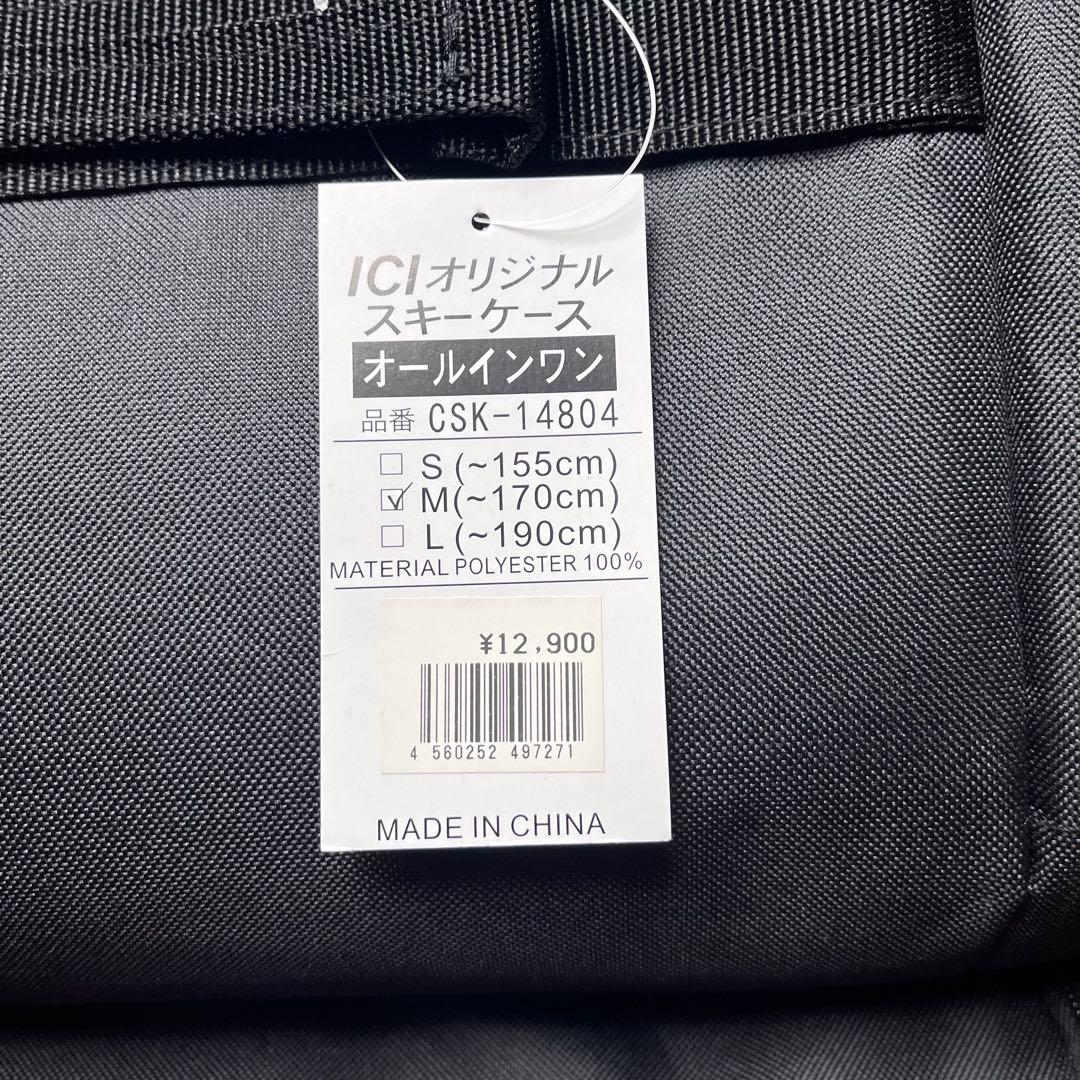 ICIオリジナル
スキーケース
オールインワン
品番 CSK-14804
□ S (~155cm)
☑ M(~170cm)
□ L (~190cm)
MATERIAL POLYESTER 100%
¥12,900
4 560252 497271
MADE IN CHINA